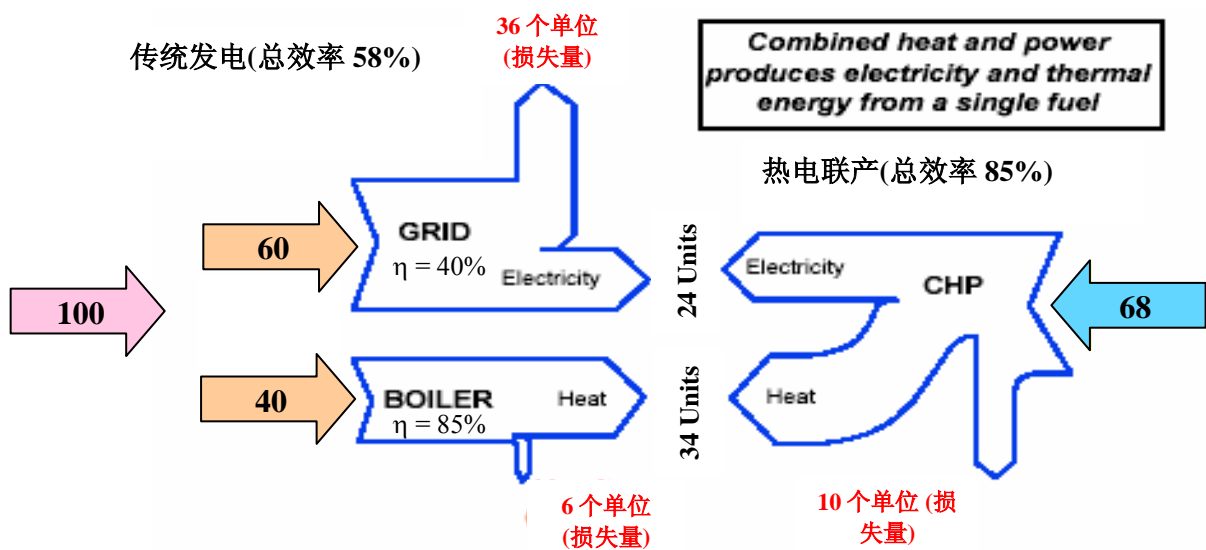 传统发电(总效率 58%)
36 个单位
(损失量)
Combined heat and power
produces electricity and thermal
energy from a single fuel
热电联产(总效率 85%)
100
60
GRID
η = 40%
Electricity
24 Units
Electricity
CHP
68
40
BOILER
η = 85%
Heat
34 Units
Heat
6 个单位
(损失量)
10 个单位 (损
失量)